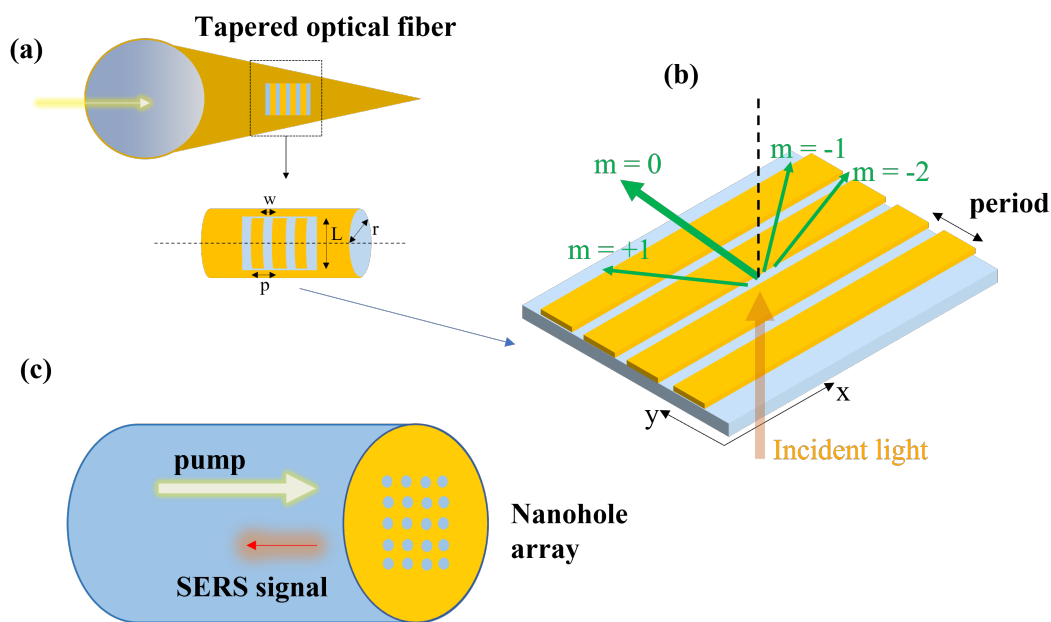 Tapered optical fiber
(a)
w
L
r
p
(b)
m = 0
m = -1
m = -2
period
m = +1
x
y
Incident light
(c)
pump
Nanohole
array
SERS signal